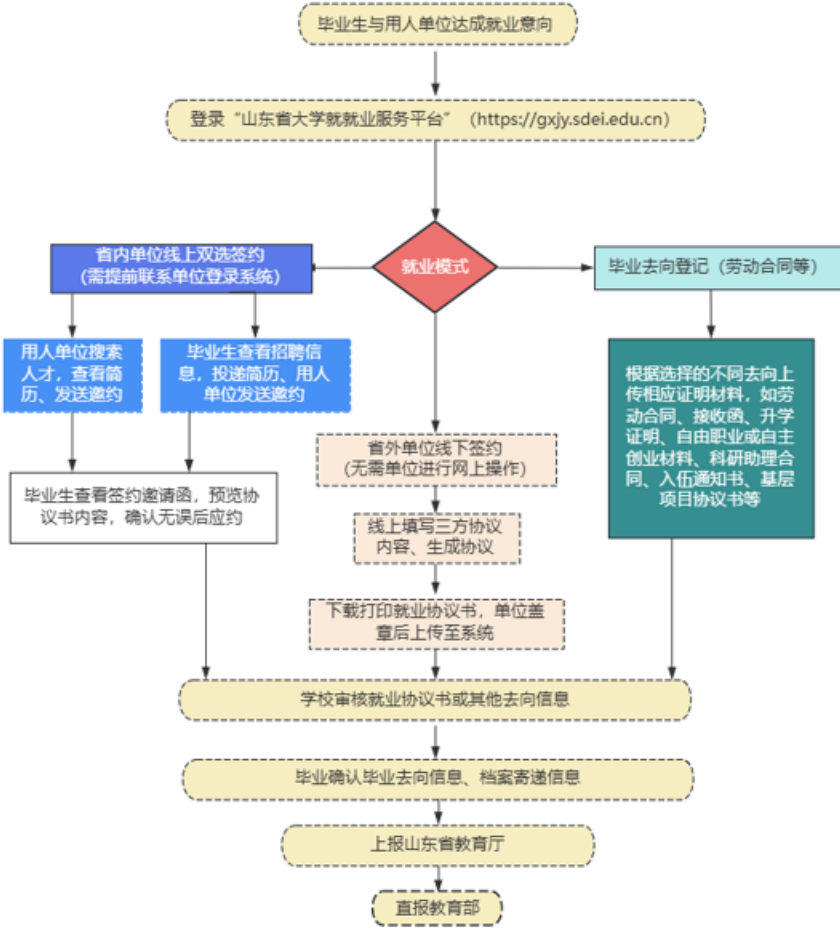 毕业生与用人单位达成就业意向
登录“山东省大学就就业服务平台”（https://gxjy.sdei.edu.cn）
就业模式
省内单位线上双选签约
（需提前联系单位登录系统）
毕业去向登记（劳动合同等）
用人单位搜索
人才，查看简
历、发送邀约
毕业生查看招聘信
息，投递简历、用人
单位发送邀约
毕业生查看签约邀请函，预览协
议书内容，确认无误后应约
省外单位线下签约
（无需单位进行网上操作）
线上填写三方协议
内容、生成协议
下载打印就业协议书，单位盖
章后上传至系统
根据选择的不同去向上
传相应证明材料，如劳
动合同、接收函、升学
证明、自由职业或自主
创业材料、科研助理合
同、入伍通知书、基层
项目协议书等
学校审核就业协议书或其他去向信息
毕业确认毕业去向信息、档案寄递信息
上报山东省教育厅
直报教育部